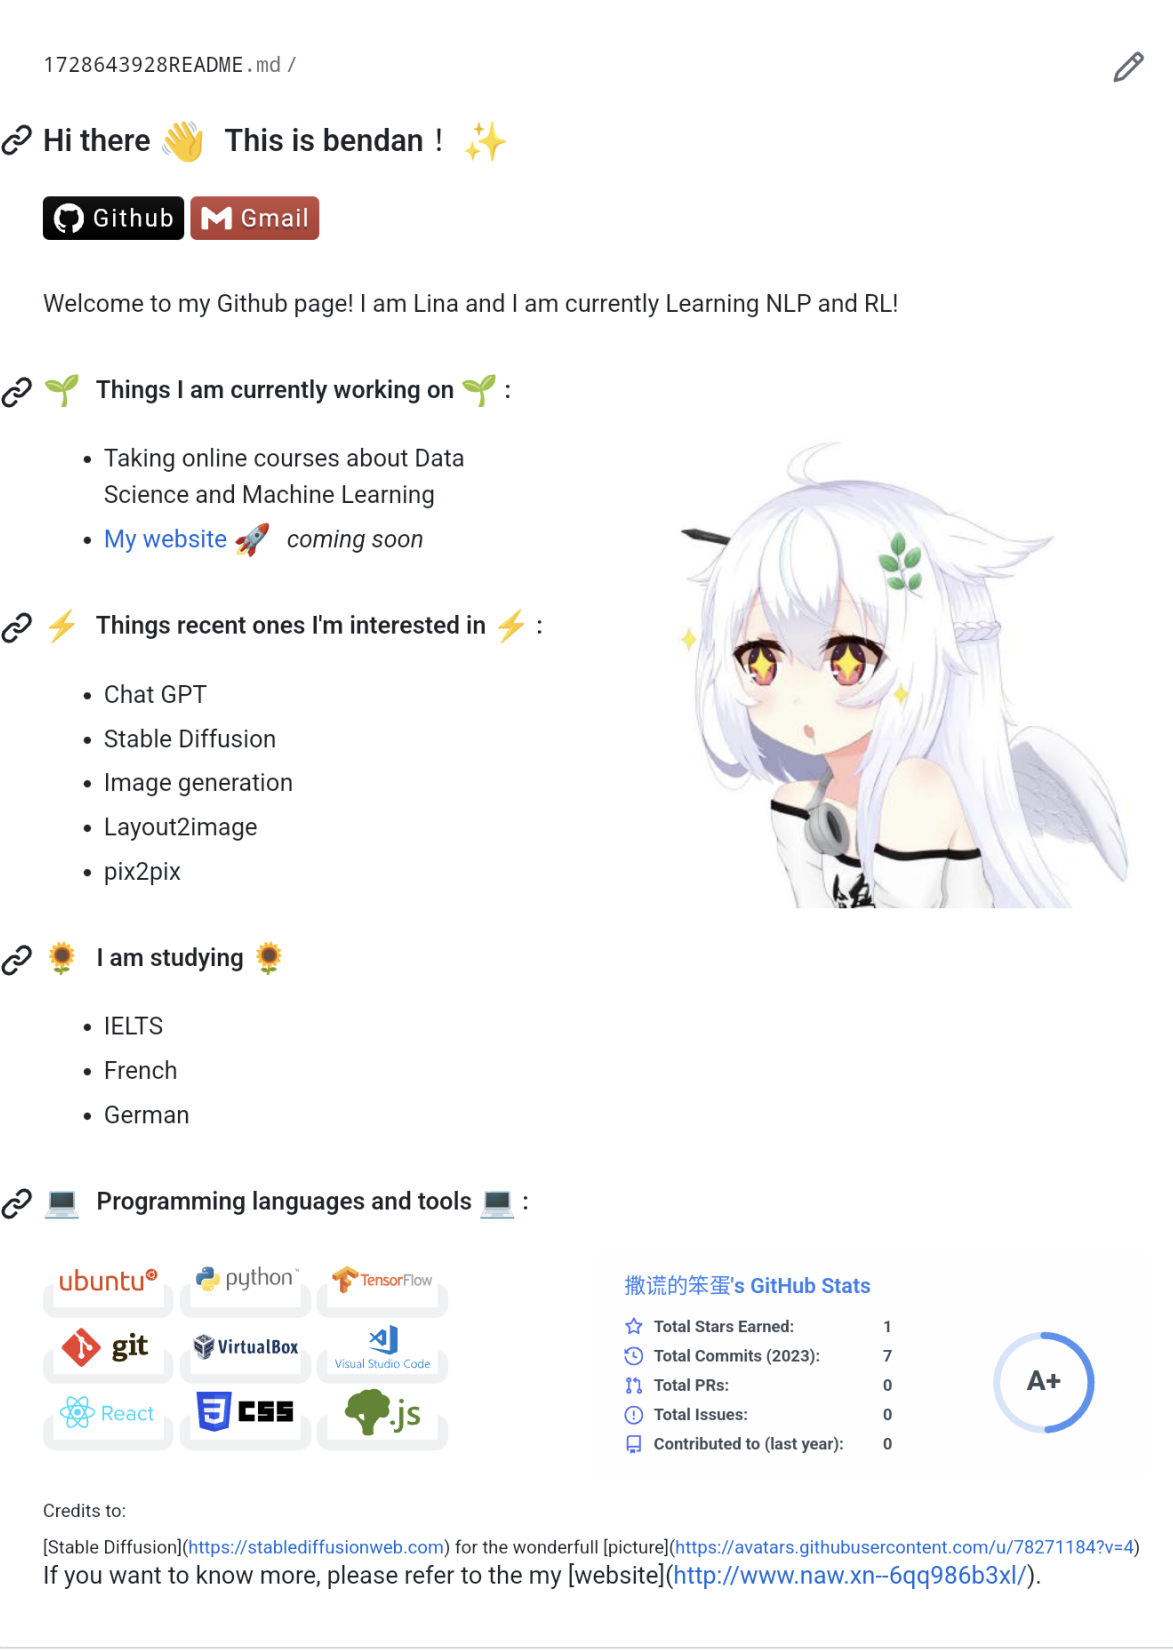 1728643928README.md /
Hi there 👋 This is bendan！ ✨
Github Gmail
Welcome to my Github page! I am Lina and I am currently Learning NLP and RL!
🌱 Things I am currently working on 🌱 :
• Taking online courses about Data
Science and Machine Learning
• My website 🚀 coming soon
⚡ Things recent ones I'm interested in ⚡ :
• Chat GPT
• Stable Diffusion
• Image generation
• Layout2image
• pix2pix
🌻 I am studying 🌻
• IELTS
• French
• German
💻 Programming languages and tools 💻 :
ubuntu python™ TensorFlow
git VirtualBox Visual Studio Code
React CSS .js
撒谎的笨蛋's GitHub Stats
Total Stars Earned: 1
Total Commits (2023): 7
Total PRs: 0
Total Issues: 0
Contributed to (last year): 0
A+
Credits to:
[Stable Diffusion](https://stablediffusionweb.com) for the wonderfull [picture](https://avatars.githubusercontent.com/u/78271184?v=4)
If you want to know more, please refer to the my [website](http://www.naw.xn--6qq986b3xl/).